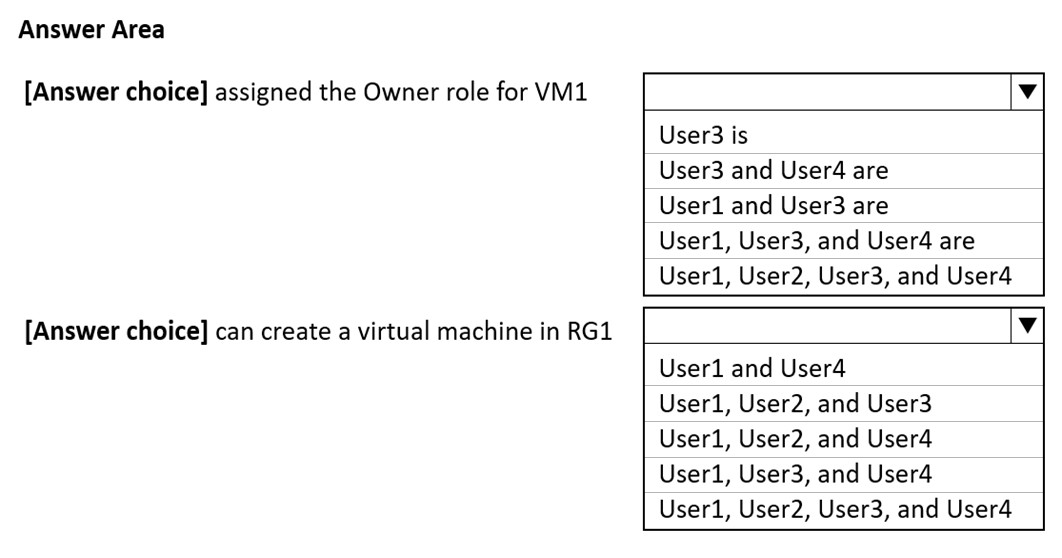 Answer Area
[Answer choice] assigned the Owner role for VM1
User3 is
User3 and User4 are
User1 and User3 are
User1, User3, and User4 are
User1, User2, User3, and User4
[Answer choice] can create a virtual machine in RG1
User1 and User4
User1, User2, and User3
User1, User2, and User4
User1, User3, and User4
User1, User2, User3, and User4